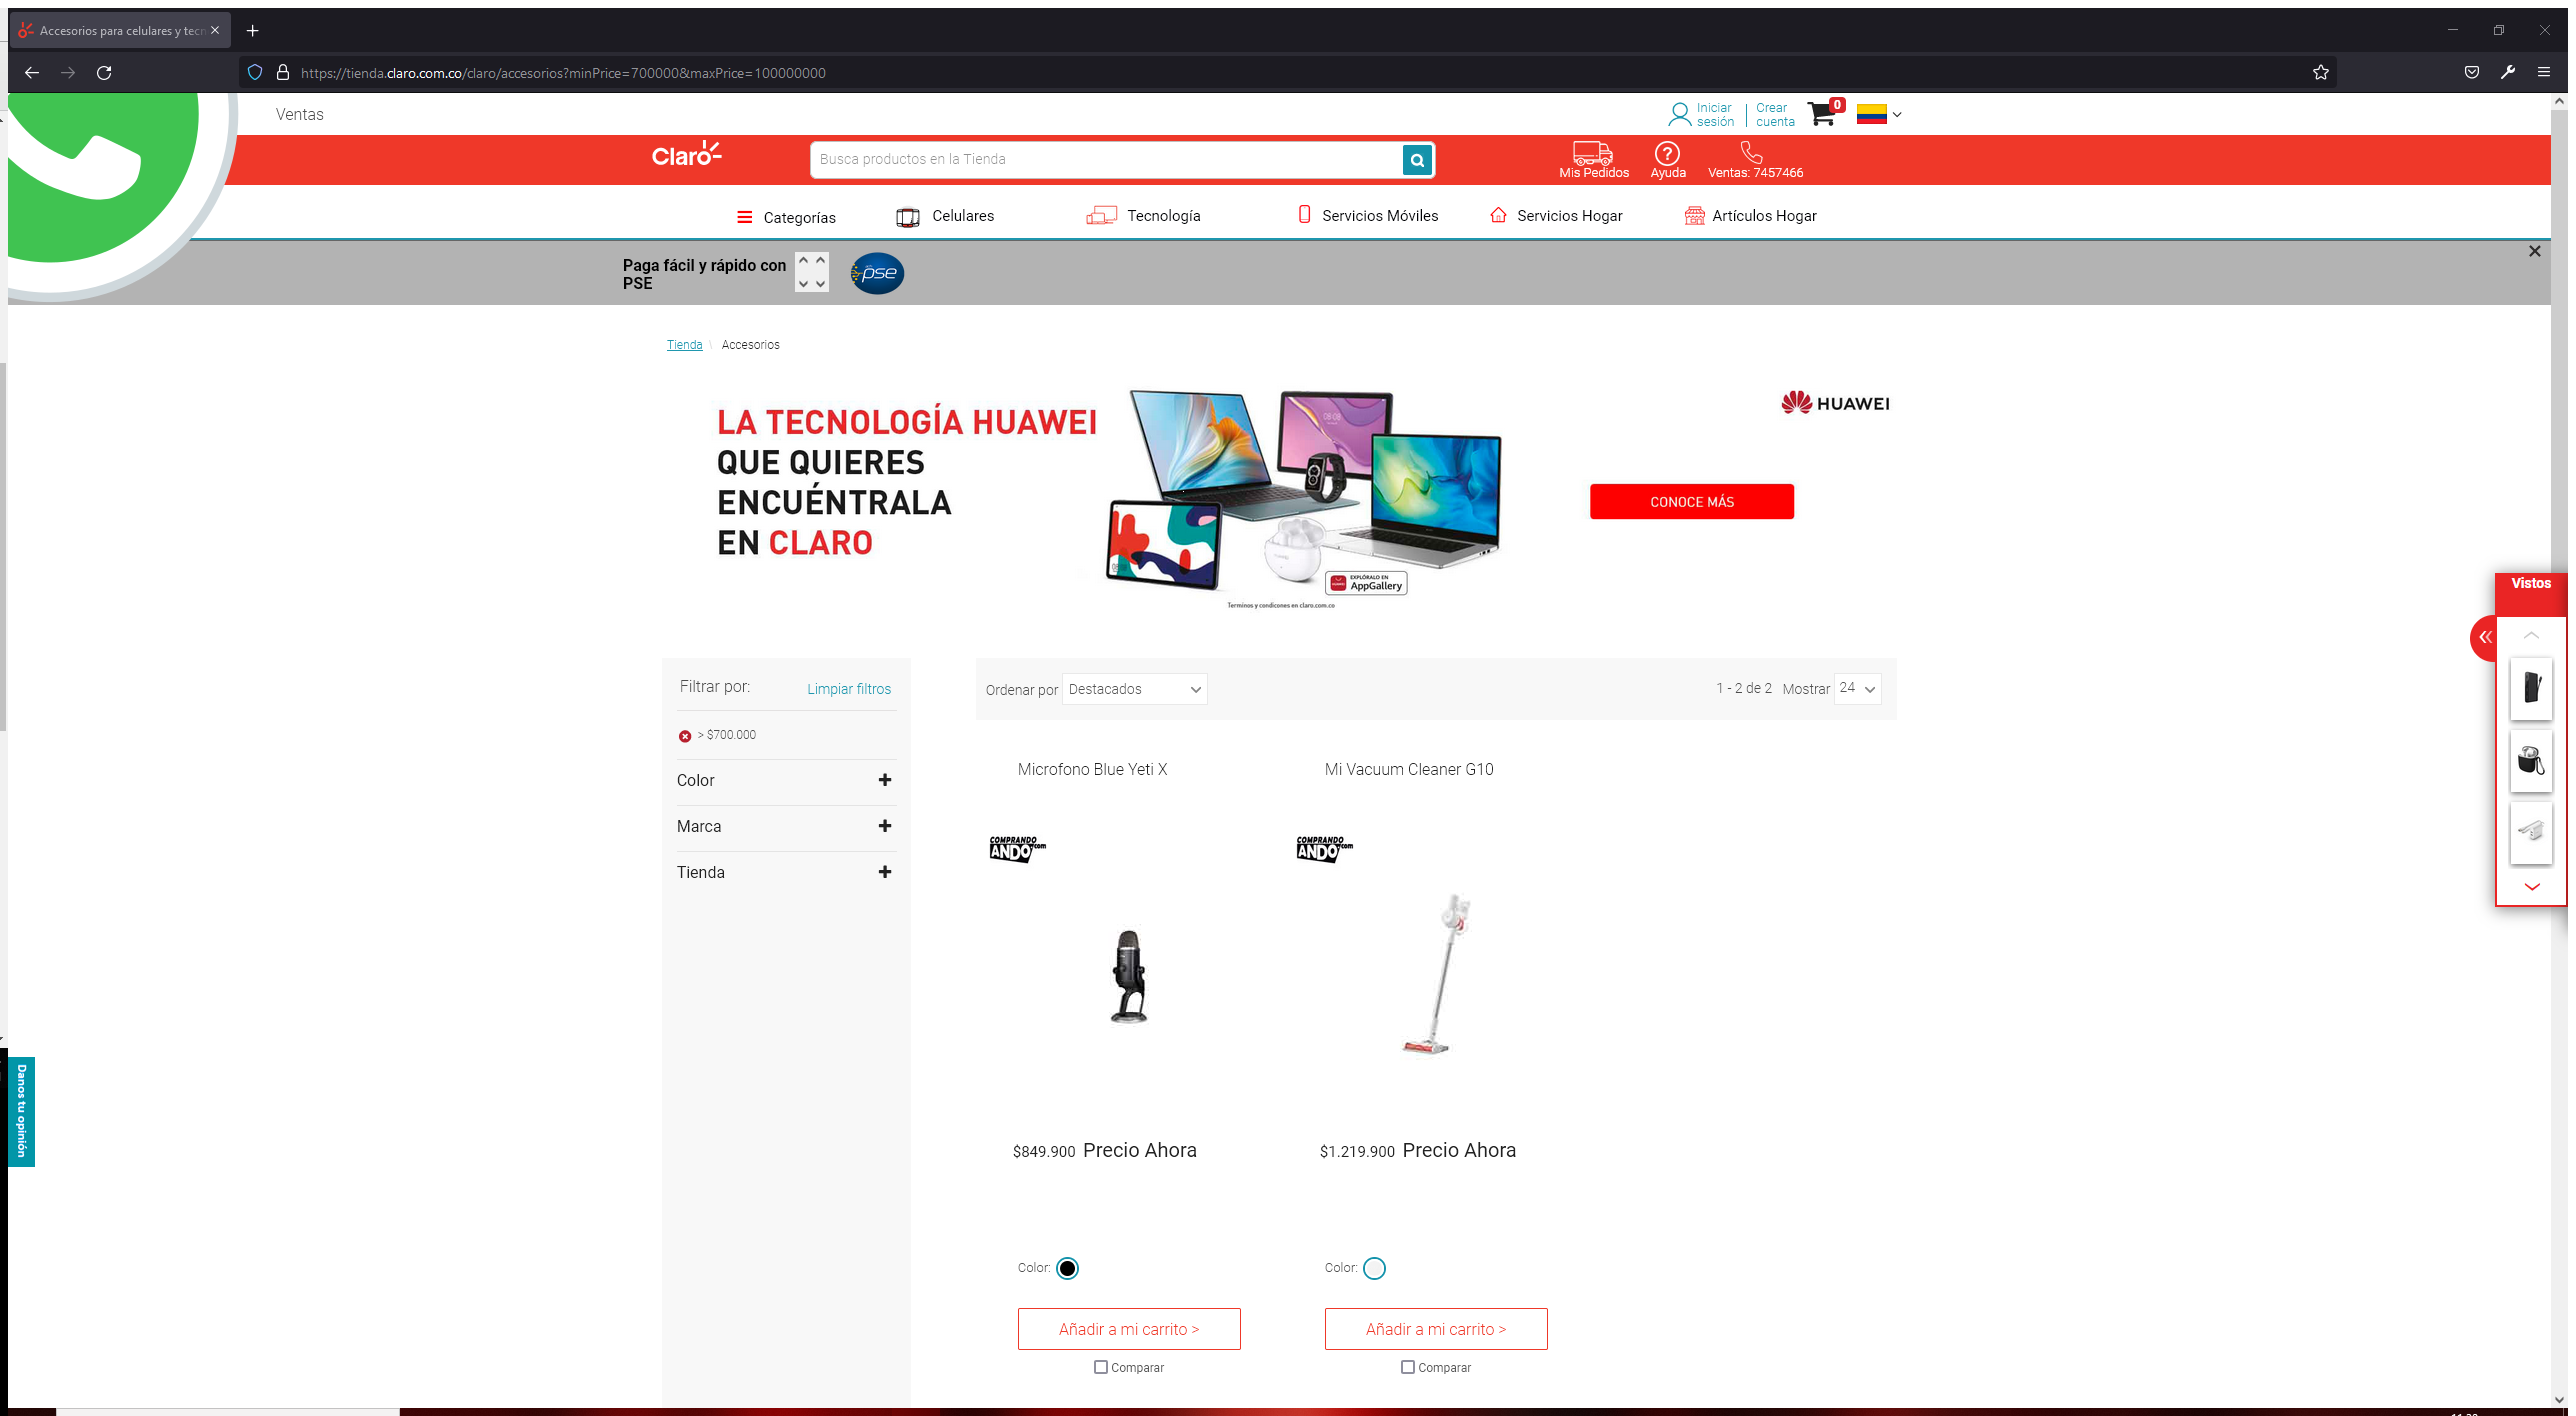 Accesorios para celulares y tecn
https://tienda.claro.com.co/claro/accesorios?minPrice=700000&maxPrice=100000000
Ventas
Iniciar sesión
Crear cuenta
0
Claro
Busca productos en la Tienda
Mis Pedidos
Ayuda
Ventas: 7457466
Categorías
Celulares
Tecnología
Servicios Móviles
Servicios Hogar
Artículos Hogar
Paga fácil y rápido con
PSE
pse
Tienda \ Accesorios
LA TECNOLOGÍA HUAWEI
QUE QUIERES
ENCUÉNTRALA
EN CLARO
08:08
HUAWEI
CONOCE MÁS
EXPLÓRALO EN
AppGallery
Terminos y condicones en claro.com.co
Vistos
Filtrar por:
Limpiar filtros
> $700.000
Color
Marca
Tienda
Ordenar por Destacados
1 - 2 de 2 Mostrar 24
Microfono Blue Yeti X
COMPRANDO
ANDO.com
$849.900 Precio Ahora
Color:
Añadir a mi carrito >
Comparar
Mi Vacuum Cleaner G10
COMPRANDO
ANDO.com
$1.219.900 Precio Ahora
Color:
Añadir a mi carrito >
Comparar
Danos tu opinión